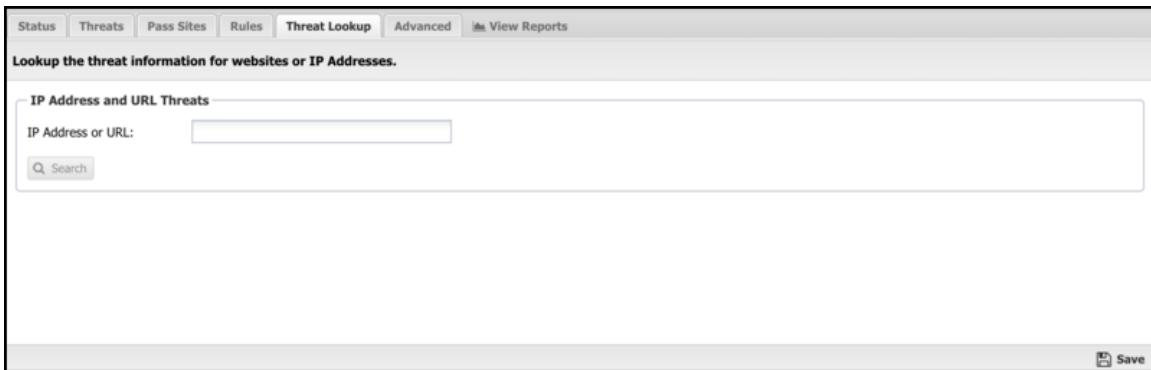 Status Threats Pass Sites Rules Threat Lookup Advanced View Reports
Lookup the threat information for websites or IP Addresses.
IP Address and URL Threats
IP Address or URL:
Search
Save